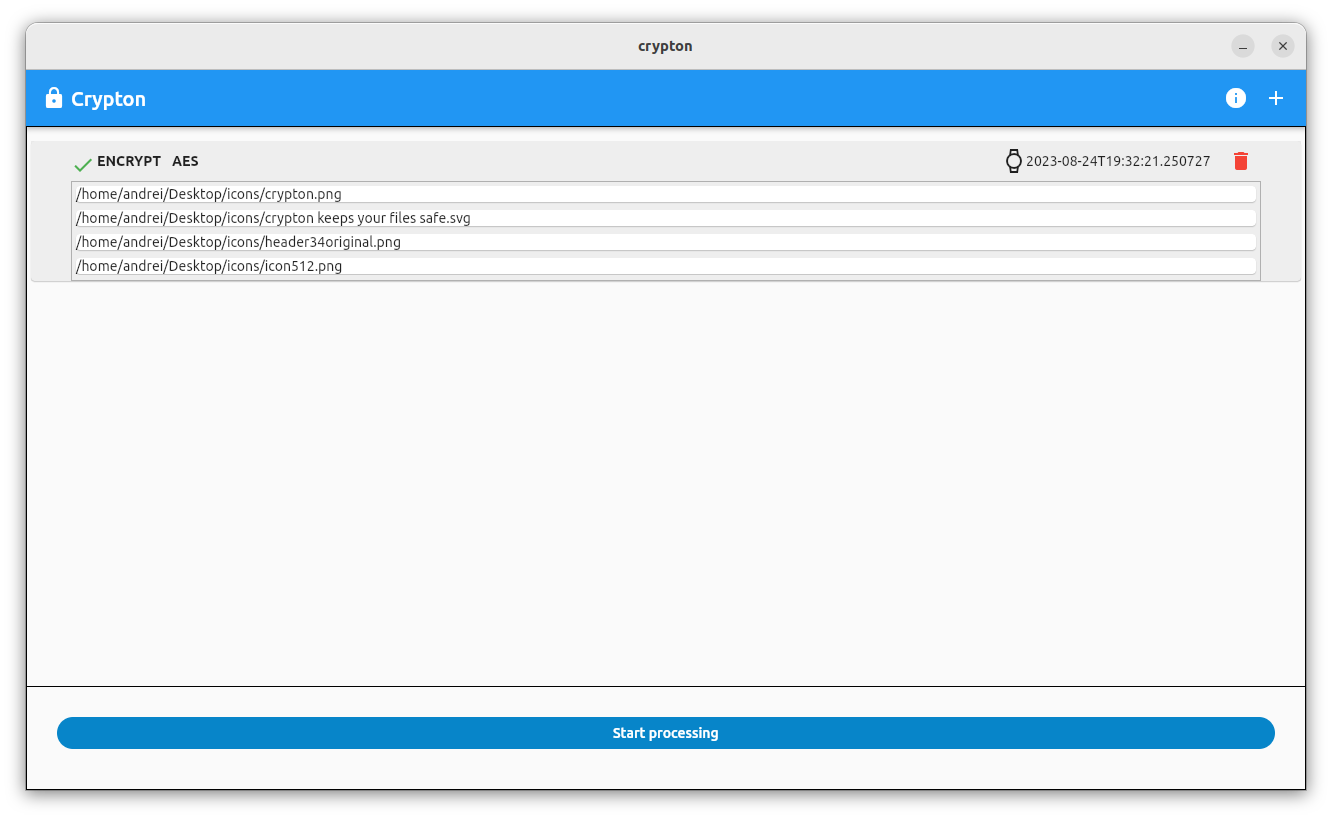 crypton
Crypton
ENCRYPT AES 2023-08-24T19:32:21.250727
/home/andrei/Desktop/icons/crypton.png
/home/andrei/Desktop/icons/crypton keeps your files safe.svg
/home/andrei/Desktop/icons/header34original.png
/home/andrei/Desktop/icons/icon512.png
Start processing